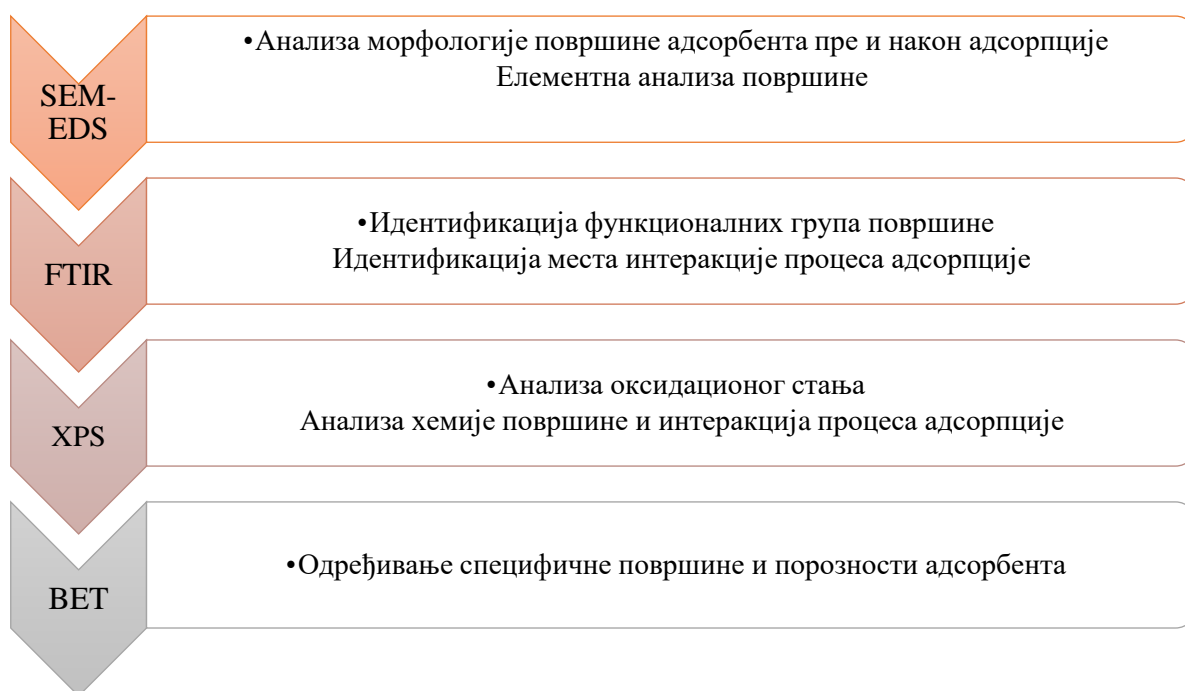 SEM-
EDS
•Анализа морфологије површине адсорбента пре и након адсорпције
Елементна анализа површине
FTIR
•Идентификација функционалних група површине
Идентификација места интеракције процеса адсорпције
XPS
•Анализа оксидационог стања
Анализа хемије површине и интеракција процеса адсорпције
BET
•Одређивање специфичне површине и порозности адсорбента